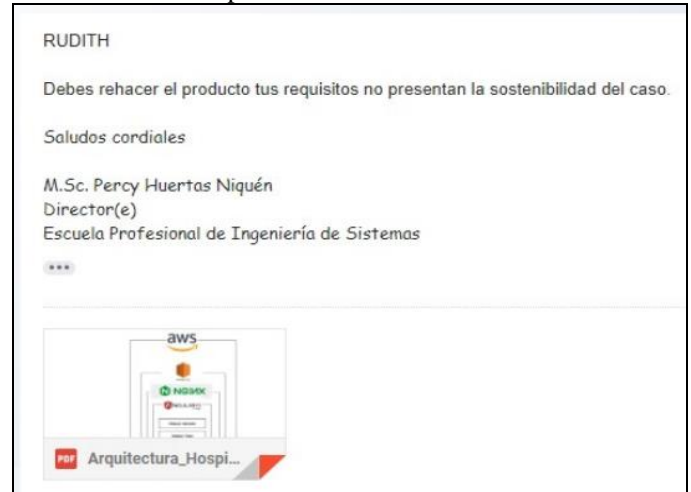 RUDITH
Debes rehacer el producto tus requisitos no presentan la sostenibilidad del caso.
Saludos cordiales
M.Sc. Percy Huertas Niquén
Director(e)
Escuela Profesional de Ingeniería de Sistemas
aws
NGINX
PDF Arquitectura_Hospi...